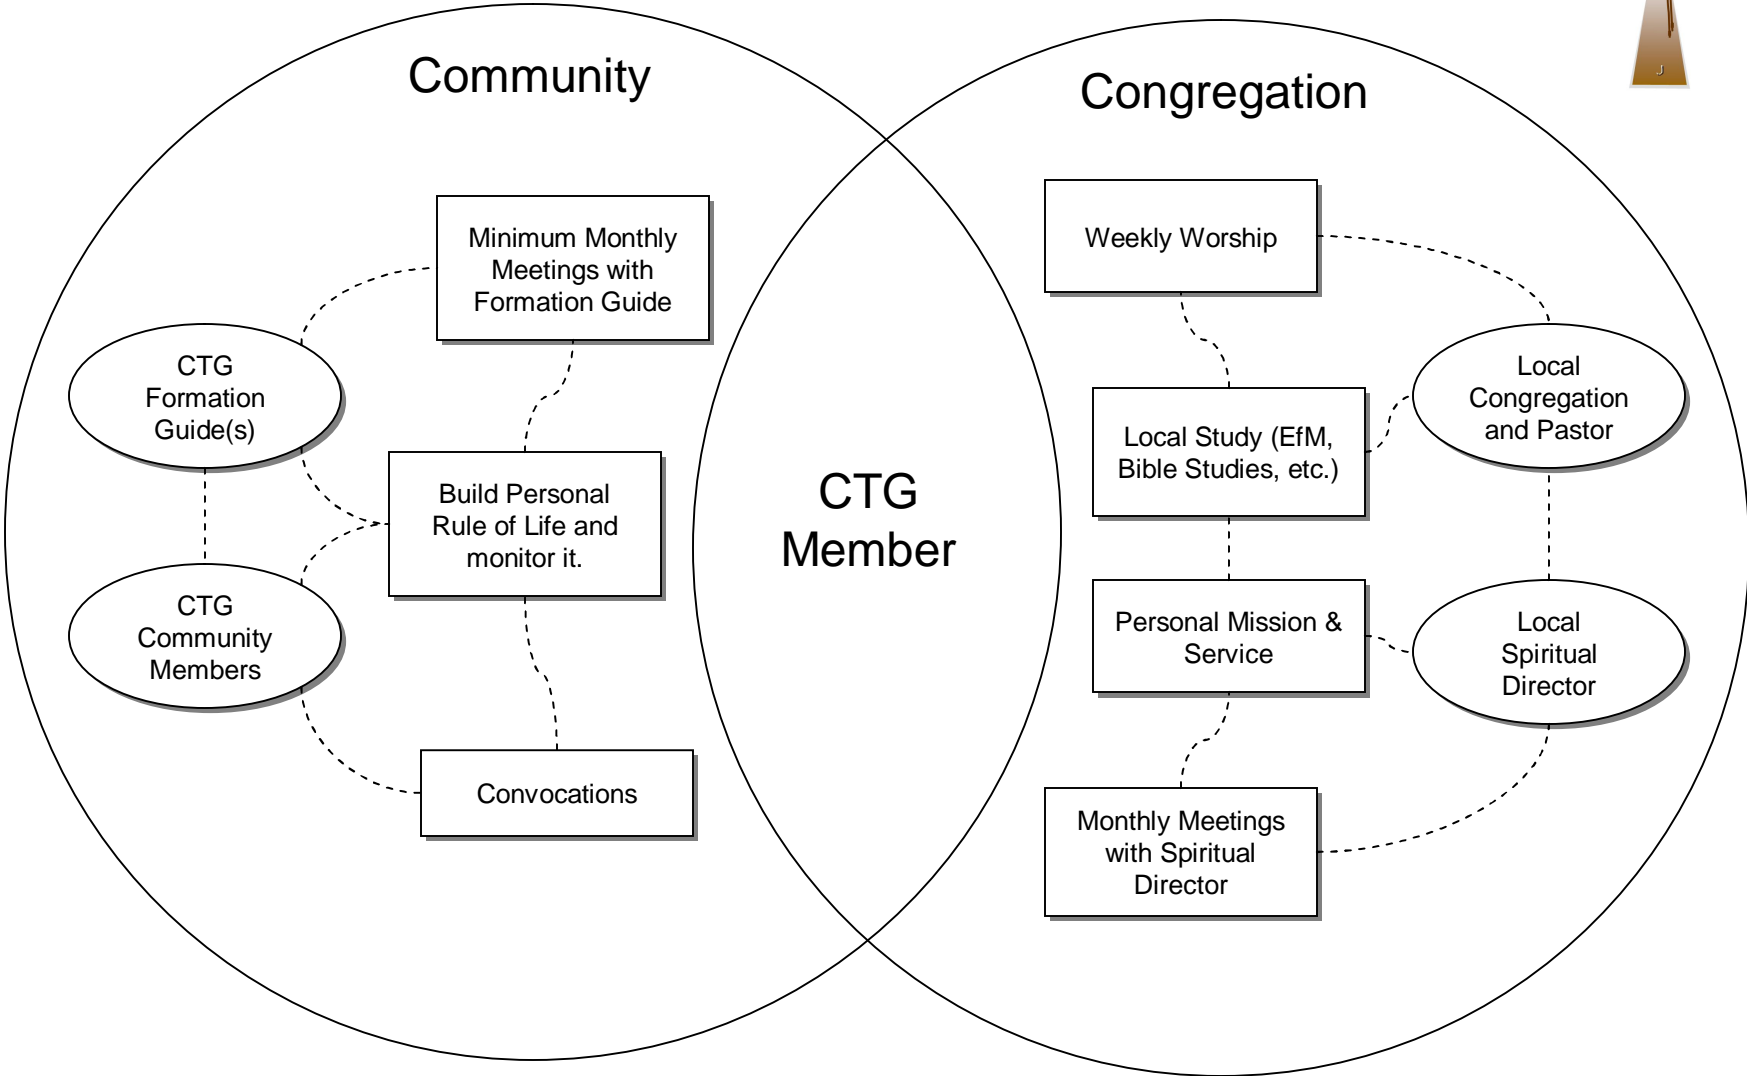 Community
Minimum Monthly
Meetings with
Formation Guide
CTG
Formation
Guide(s)
Build Personal
Rule of Life and
monitor it.
CTG
Community
Members
Convocations
CTG
Member
Congregation
J
Weekly Worship
Local Study (EfM,
Bible Studies, etc.)
Local
Congregation
and Pastor
Personal Mission &
Service
Local
Spiritual
Director
Monthly Meetings
with Spiritual
Director